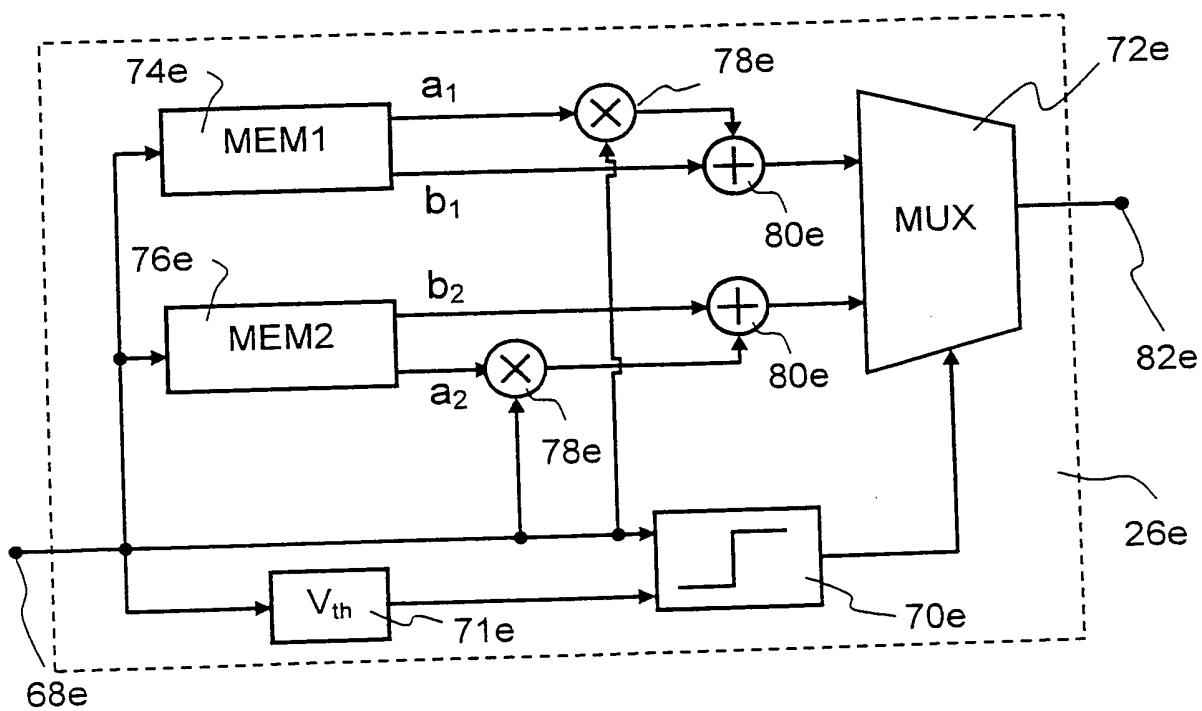 74e
a₁
78e
72e
MEM1
b₁
80e
MUX
76e
b₂
MEM2
a₂
80e
82e
78e
26e
Vth
71e
70e
68e